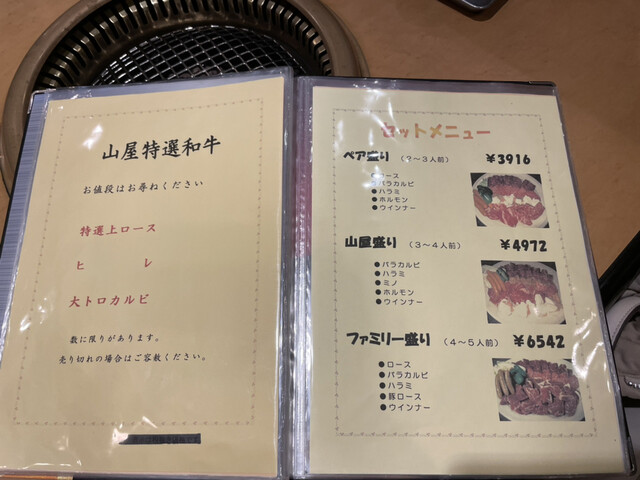 山屋特選和牛
お値段はお尋ねください
特選上ロース
ヒ　　レ
大トロカルビ
数に限りがあります。
売り切れの場合はご容赦ください。
セットメニュー
ペア盛り （2～3人前） ￥3916
●ロース
●バラカルビ
●ハラミ
●ホルモン
●ウインナー
山屋盛り （3～4人前） ￥4972
●バラカルビ
●ハラミ
●ミノ
●ホルモン
●ウインナー
ファミリー盛り （4～5人前） ￥6542
●ロース
●バラカルビ
●ハラミ
●豚ロース
●ウインナー